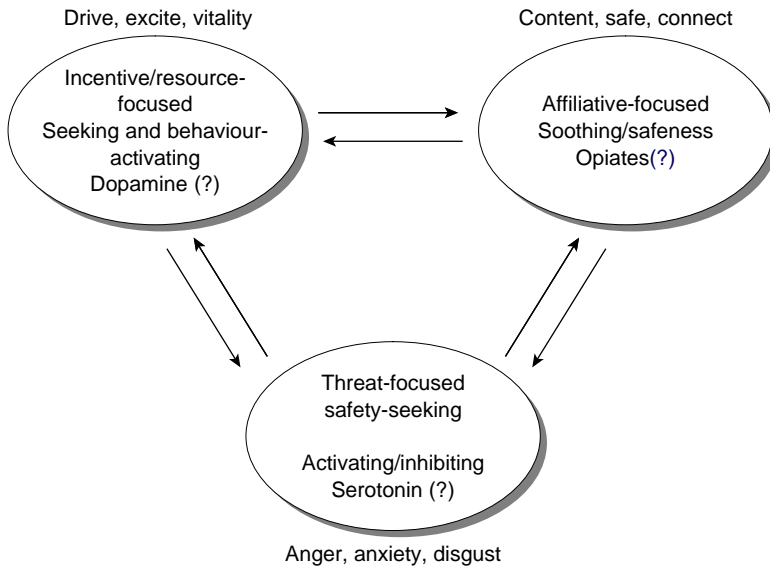 Drive, excite, vitality
Incentive/resource-
focused
Seeking and behaviour-
activating
Dopamine (?)
Content, safe, connect
Affiliative-focused
Soothing/safeness
Opiates(?)
Threat-focused
safety-seeking
Activating/inhibiting
Serotonin (?)
Anger, anxiety, disgust